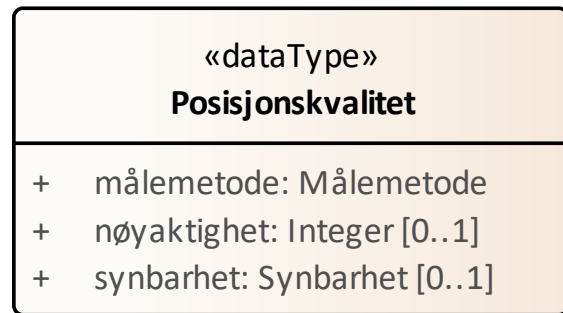 «dataType»
Posisjonskvalitet
+ målemetode: Målemetode
+ nøyaktighet: Integer [0..1]
+ synbarhet: Synbarhet [0..1]